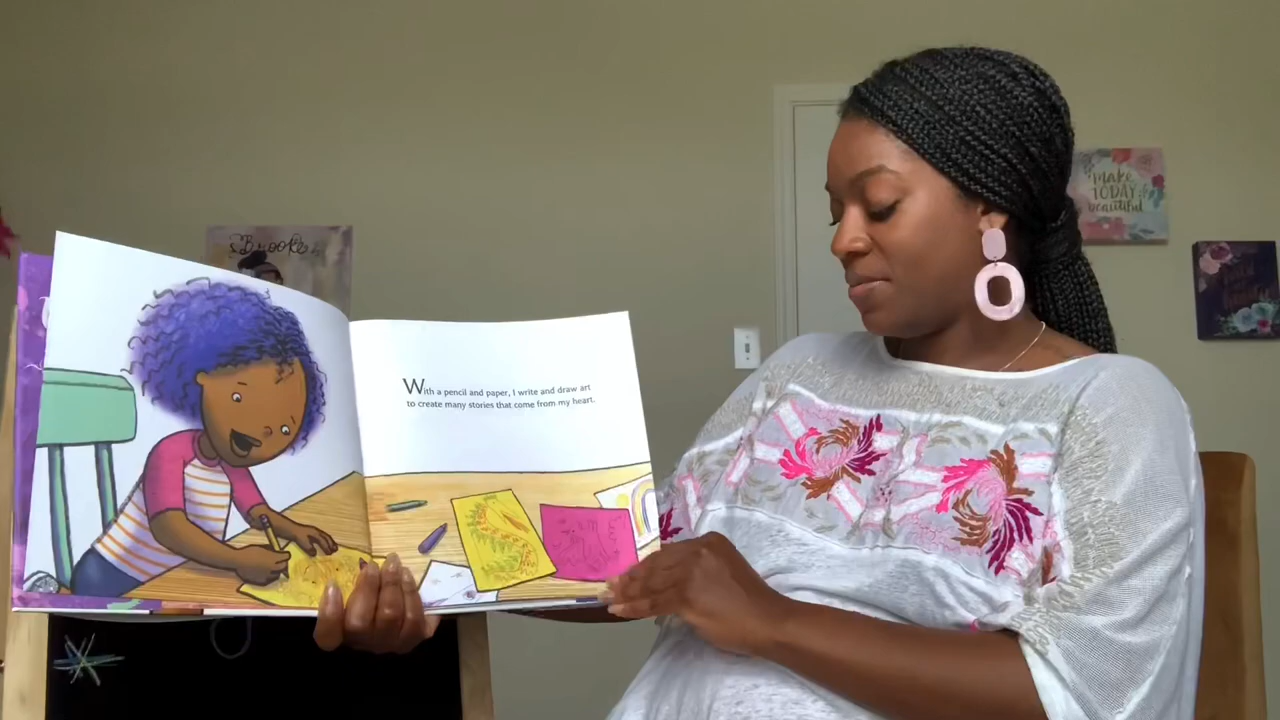 Brooke
With a pencil and paper, I write and draw art
to create many stories that come from my heart.
make
TODAY
beautiful